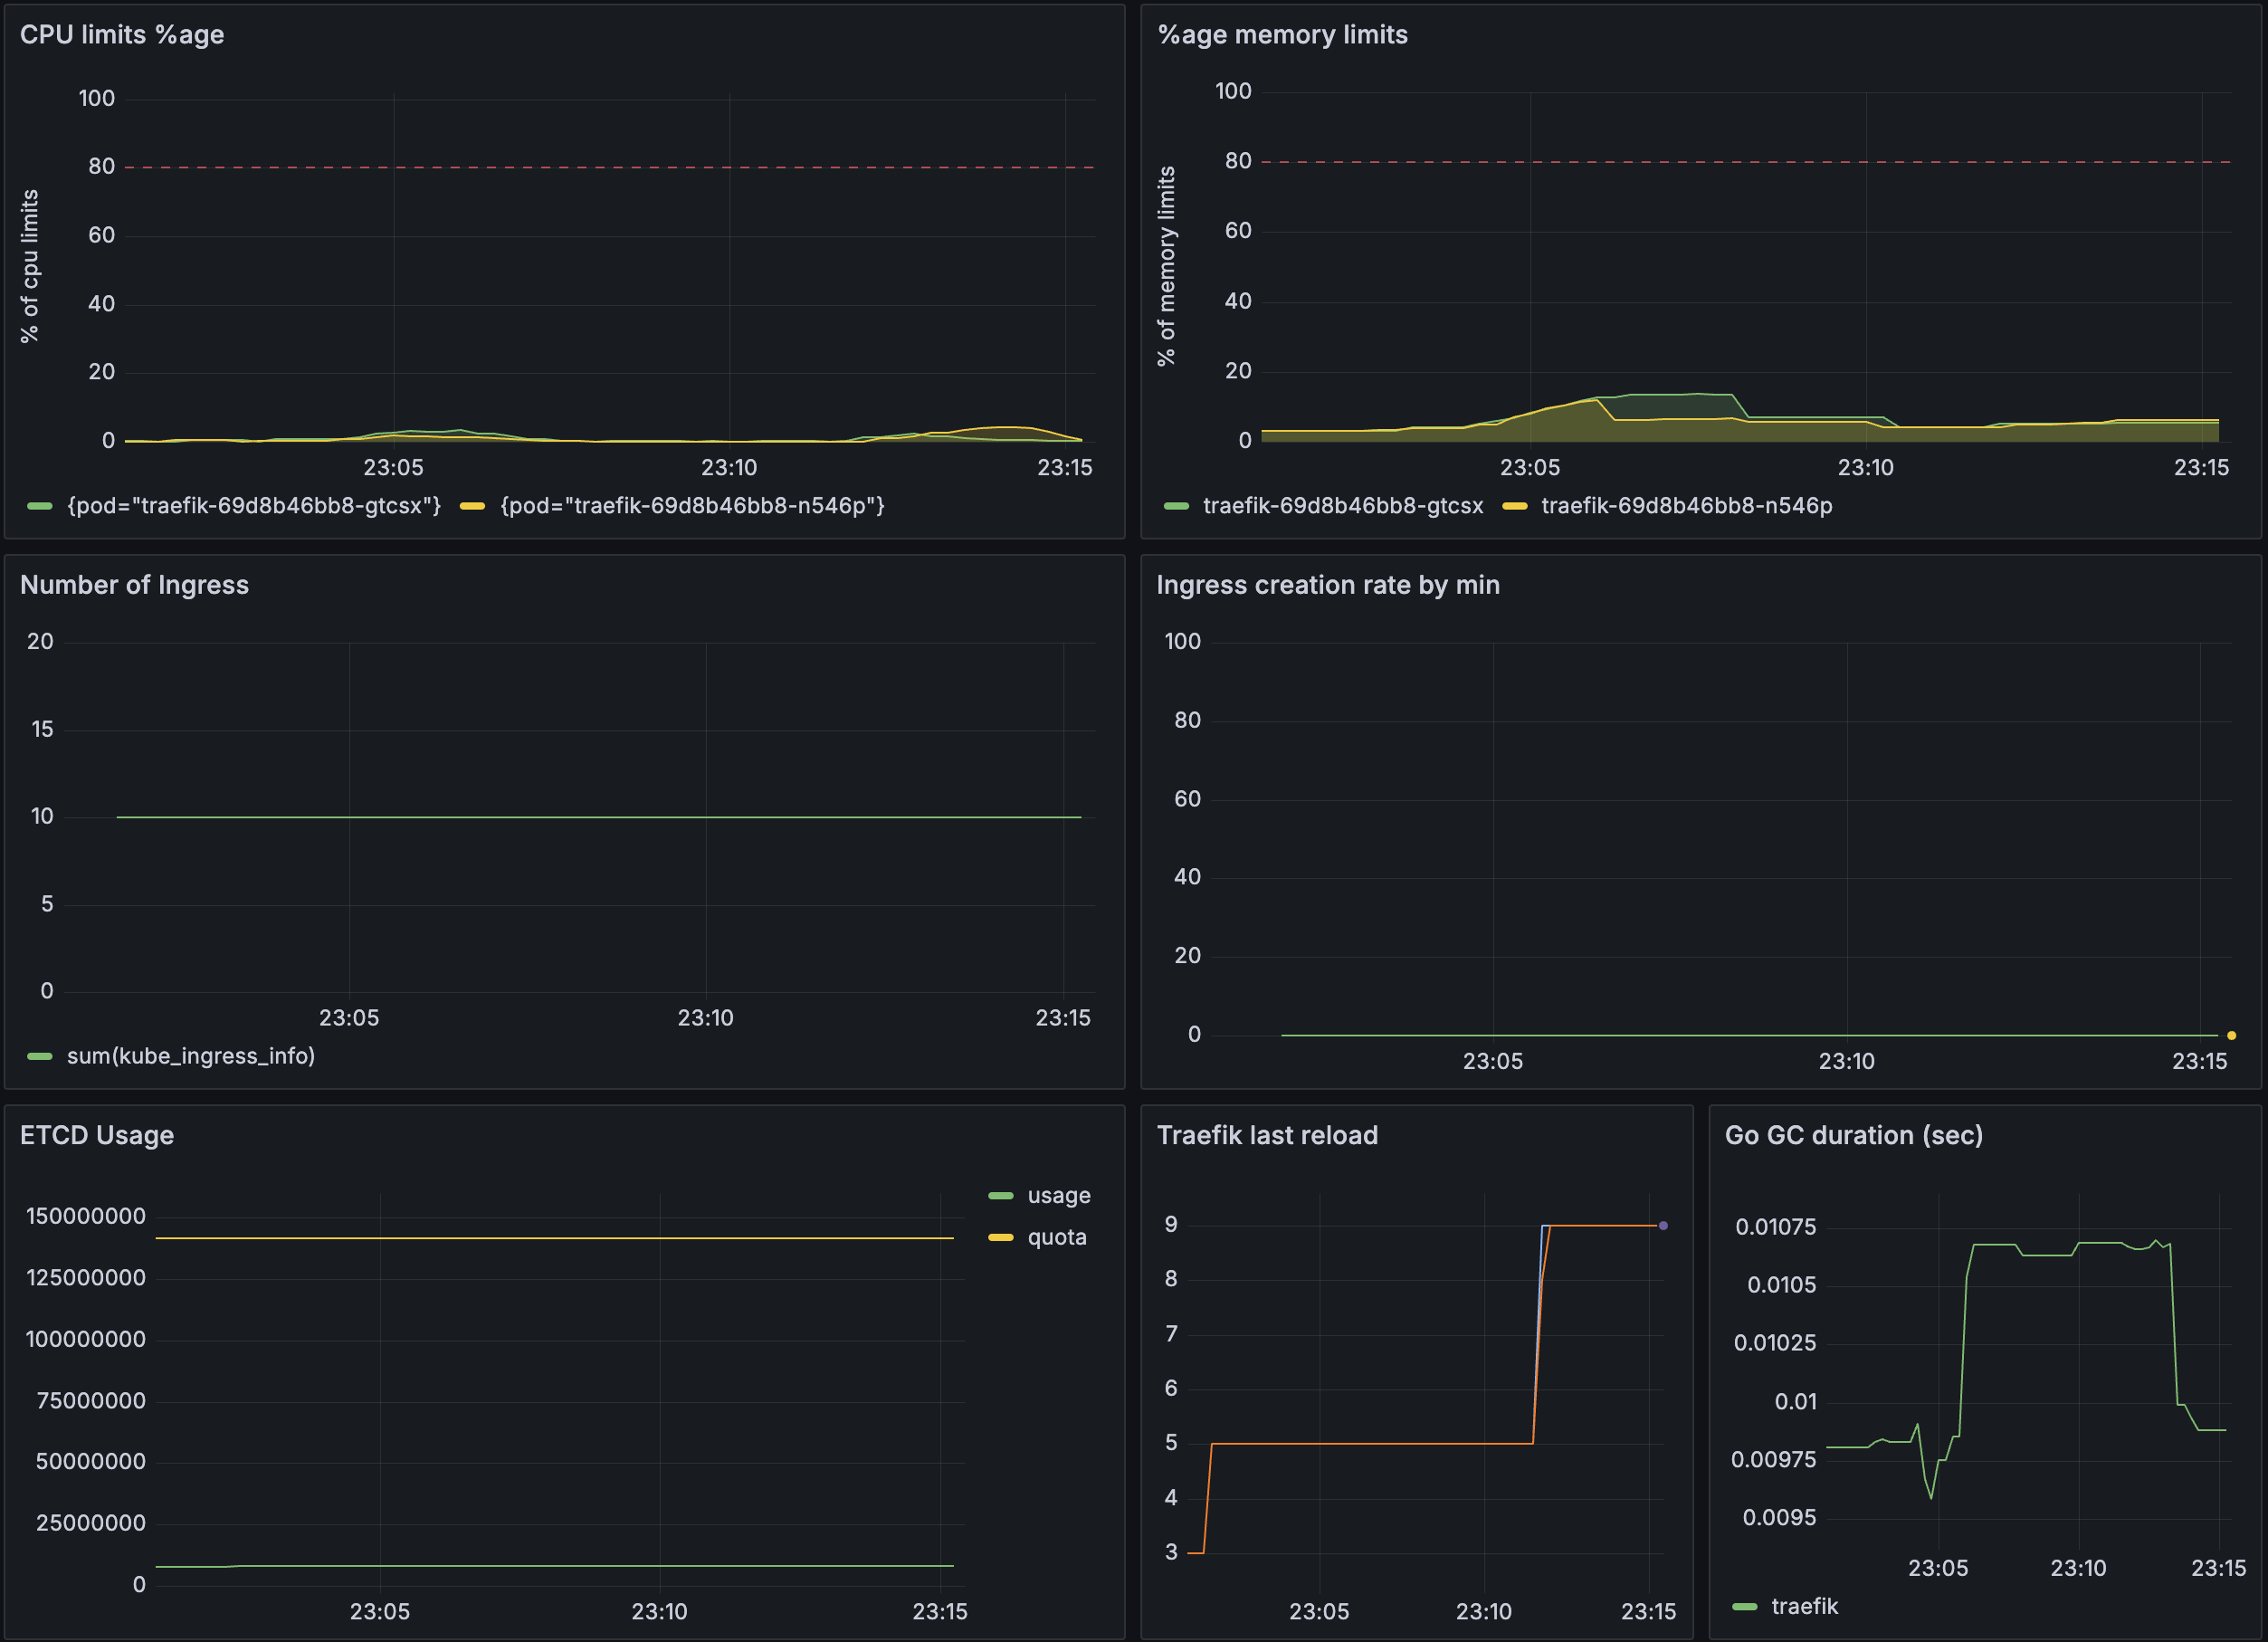 CPU limits %age
100
80
60
40
20
0
% of cpu limits
23:05 23:10 23:15
{pod="traefik-69d8b46bb8-gtcsx"} {pod="traefik-69d8b46bb8-n546p"}
%age memory limits
100
80
60
40
20
0
% of memory limits
23:05 23:10 23:15
traefik-69d8b46bb8-gtcsx traefik-69d8b46bb8-n546p
Number of Ingress
20
15
10
5
0
23:05 23:10 23:15
sum(kube_ingress_info)
Ingress creation rate by min
100
80
60
40
20
0
23:05 23:10 23:15
ETCD Usage
150000000
125000000
100000000
75000000
50000000
25000000
0
23:05 23:10 23:15
usage
quota
Traefik last reload
9
8
7
6
5
4
3
23:05 23:10 23:15
Go GC duration (sec)
0.01075
0.0105
0.01025
0.01
0.00975
0.0095
23:05 23:10 23:15
traefik